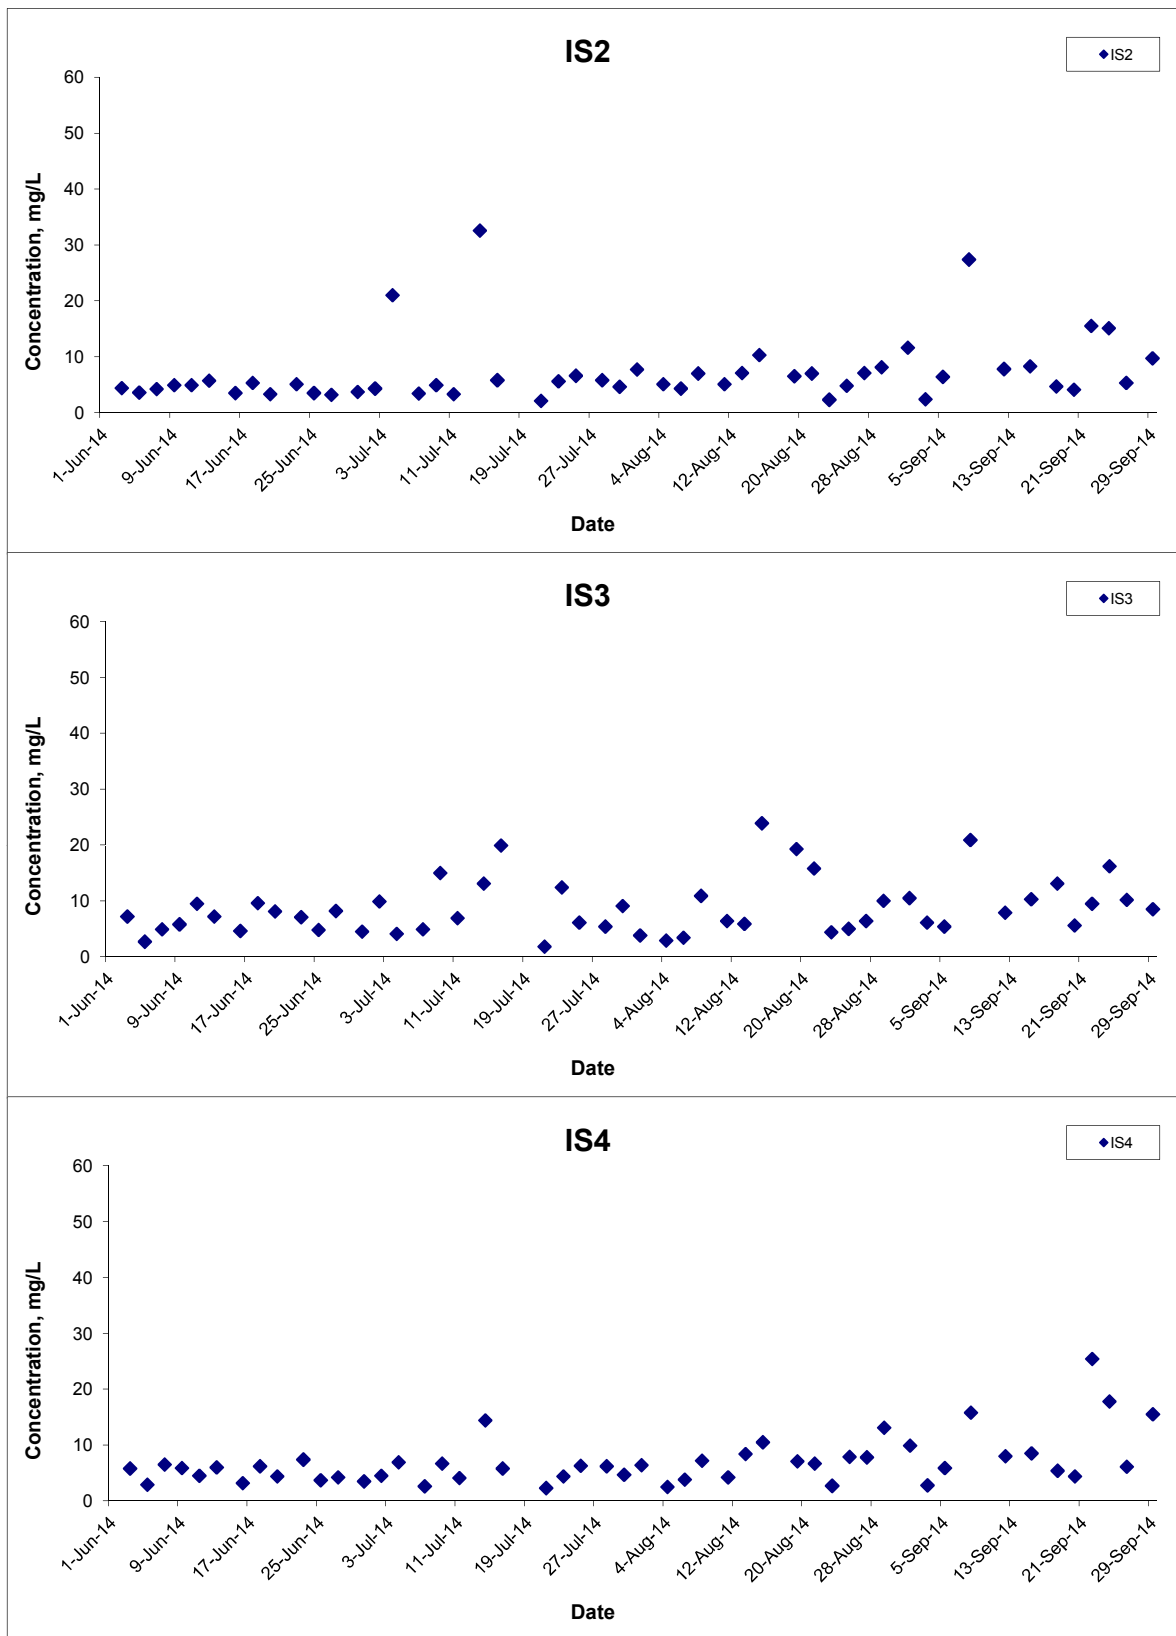 IS2
IS2
Concentration, mg/L
60
50
40
30
20
10
0
1-Jun-14
9-Jun-14
17-Jun-14
25-Jun-14
3-Jul-14
11-Jul-14
19-Jul-14
27-Jul-14
4-Aug-14
12-Aug-14
20-Aug-14
28-Aug-14
5-Sep-14
13-Sep-14
21-Sep-14
29-Sep-14
Date
IS3
IS3
Concentration, mg/L
60
50
40
30
20
10
0
1-Jun-14
9-Jun-14
17-Jun-14
25-Jun-14
3-Jul-14
11-Jul-14
19-Jul-14
27-Jul-14
4-Aug-14
12-Aug-14
20-Aug-14
28-Aug-14
5-Sep-14
13-Sep-14
21-Sep-14
29-Sep-14
Date
IS4
IS4
Concentration, mg/L
60
50
40
30
20
10
0
1-Jun-14
9-Jun-14
17-Jun-14
25-Jun-14
3-Jul-14
11-Jul-14
19-Jul-14
27-Jul-14
4-Aug-14
12-Aug-14
20-Aug-14
28-Aug-14
5-Sep-14
13-Sep-14
21-Sep-14
29-Sep-14
Date